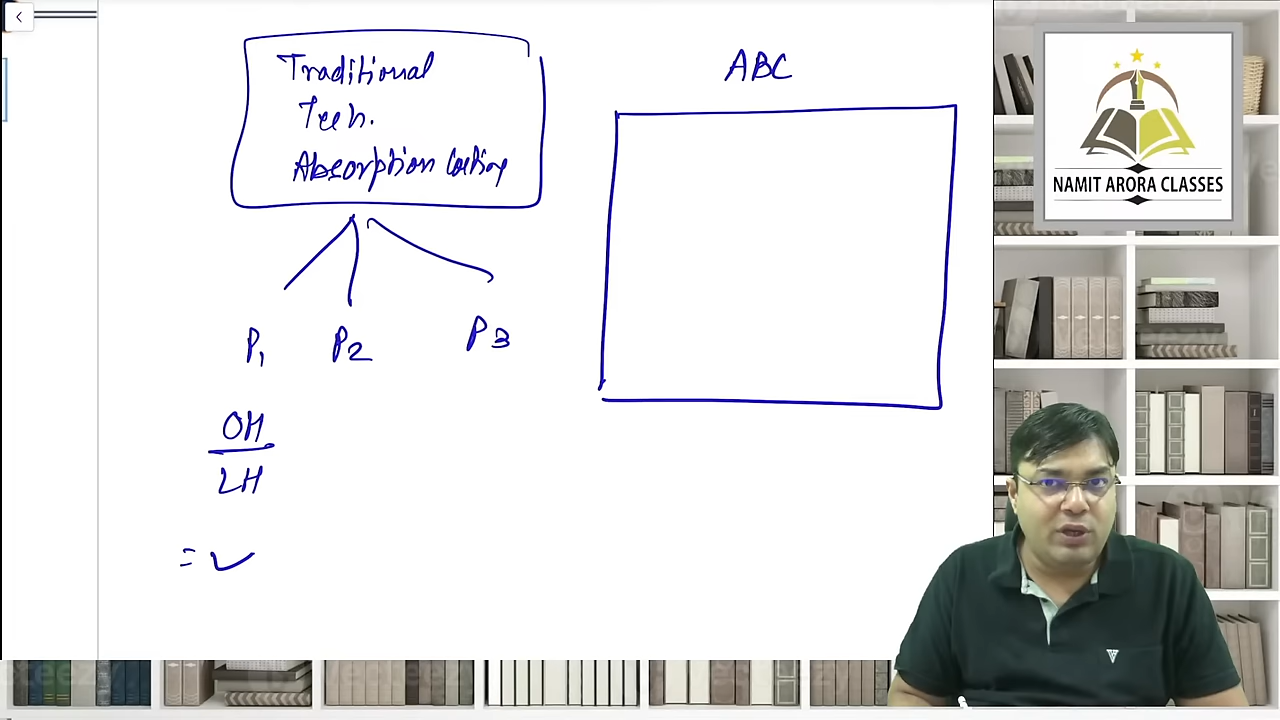 Traditional
Tech.
Absorption Costing
P1 P2 P3
OH
LH
=
ABC
NAMIT ARORA CLASSES